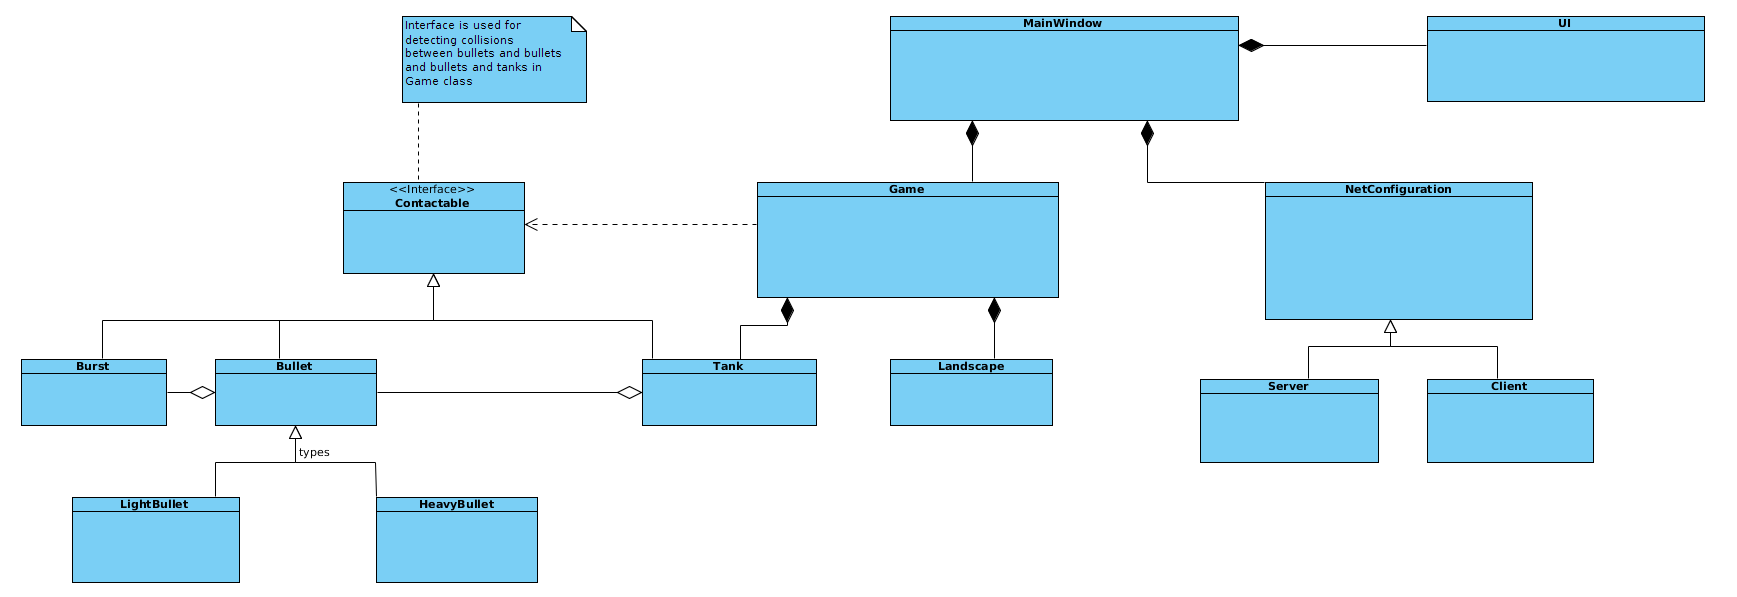 Interface is used for
detecting collisions
between bullets and bullets
and bullets and tanks in
Game class
MainWindow
UI
<<Interface>>
Contactable
Game
NetConfiguration
Burst
Bullet
Tank
Landscape
Server
Client
types
LightBullet
HeavyBullet